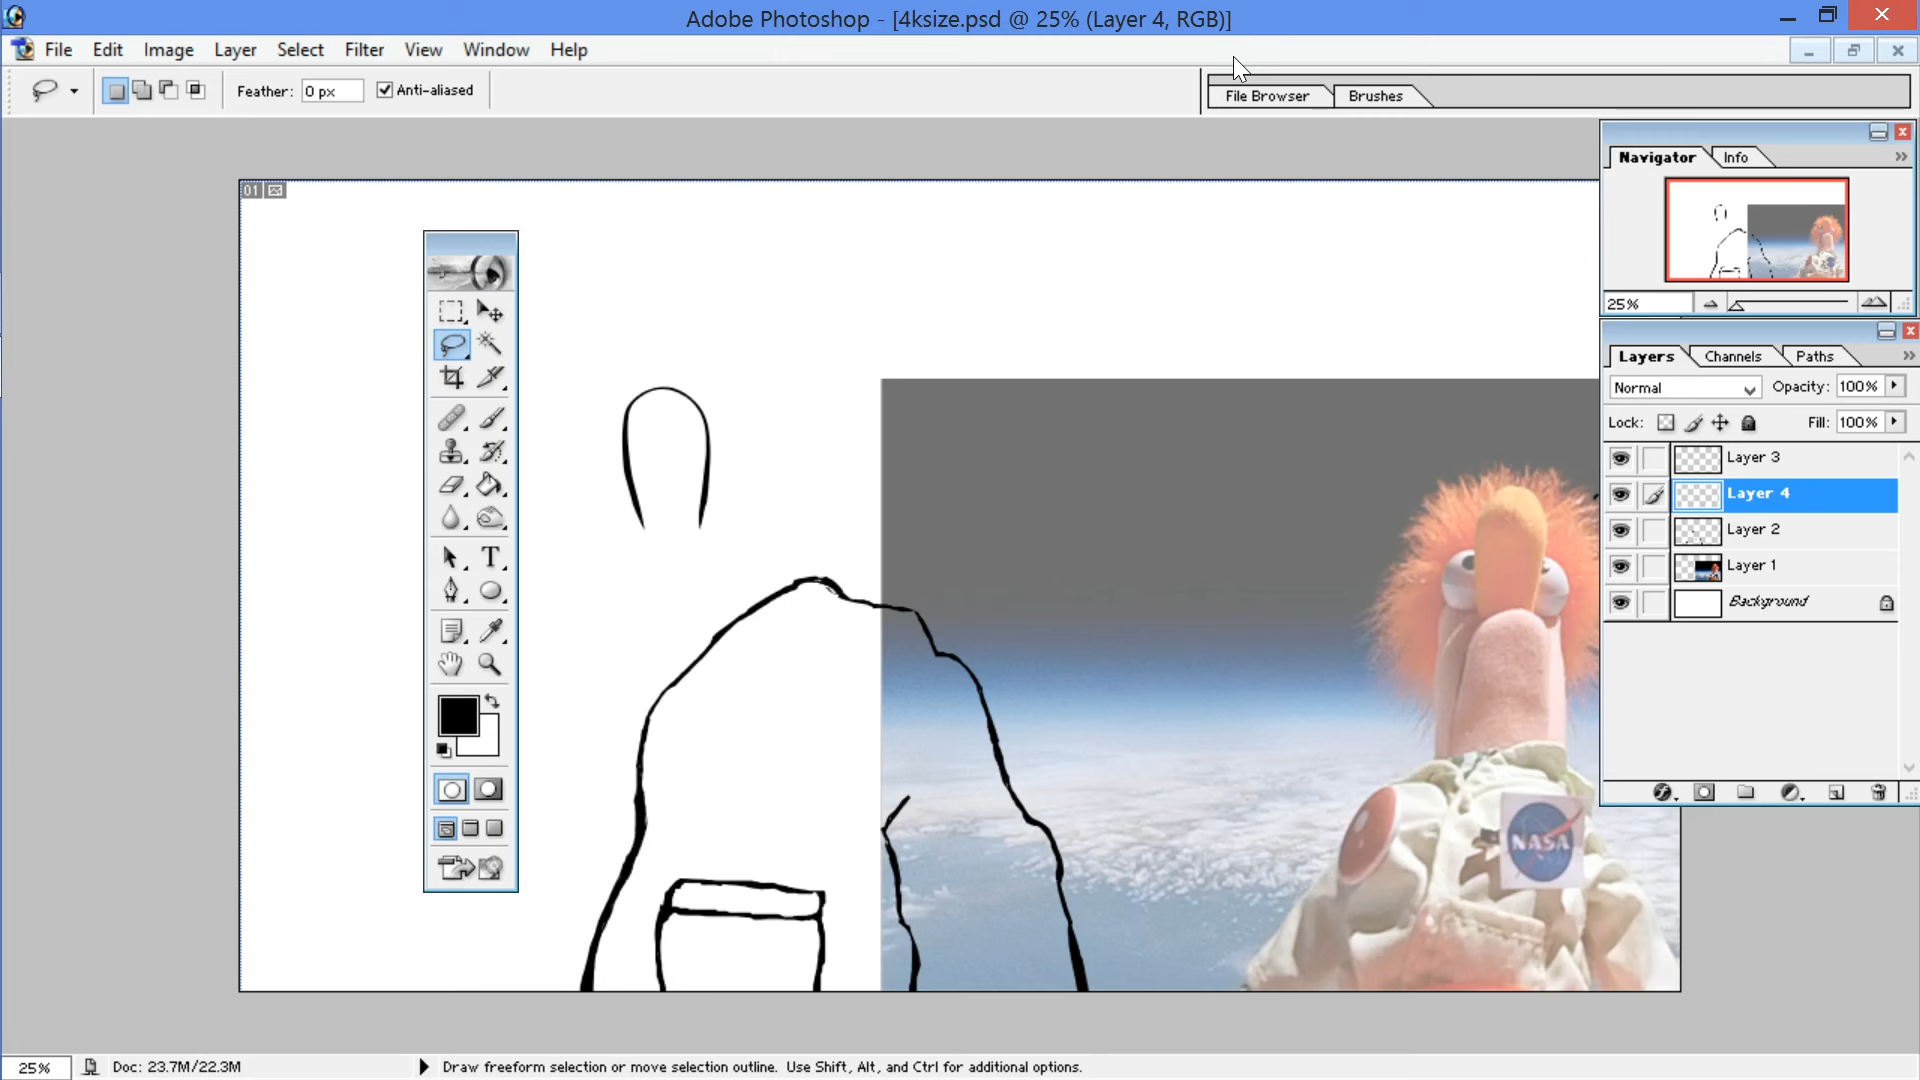 Adobe Photoshop - [4ksize.psd @ 25% (Layer 4, RGB)]
File Edit Image Layer Select Filter View Window Help
Feather: 0 px Anti-aliased
File Browser Brushes
Navigator Info
01
25%
Layers Channels Paths
Normal Opacity: 100%
Lock: Fill: 100%
Layer 3
Layer 4
Layer 2
Layer 1
Background
T
NASA
25% Doc: 23.7M/22.3M Draw freeform selection or move selection outline. Use Shift, Alt, and Ctrl for additional options.